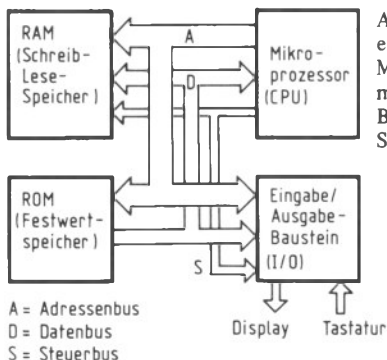 RAM
(Schreib-
Lese-
Speicher)
A
D
Mikro-
prozessor
(CPU)
ROM
(Festwert-
speicher)
Eingabe/
Ausgabe-
Baustein
(I/O)
S
A = Adressenbus
D = Datenbus
S = Steuerbus
Display Tastatur
A
e
M
m
B
S